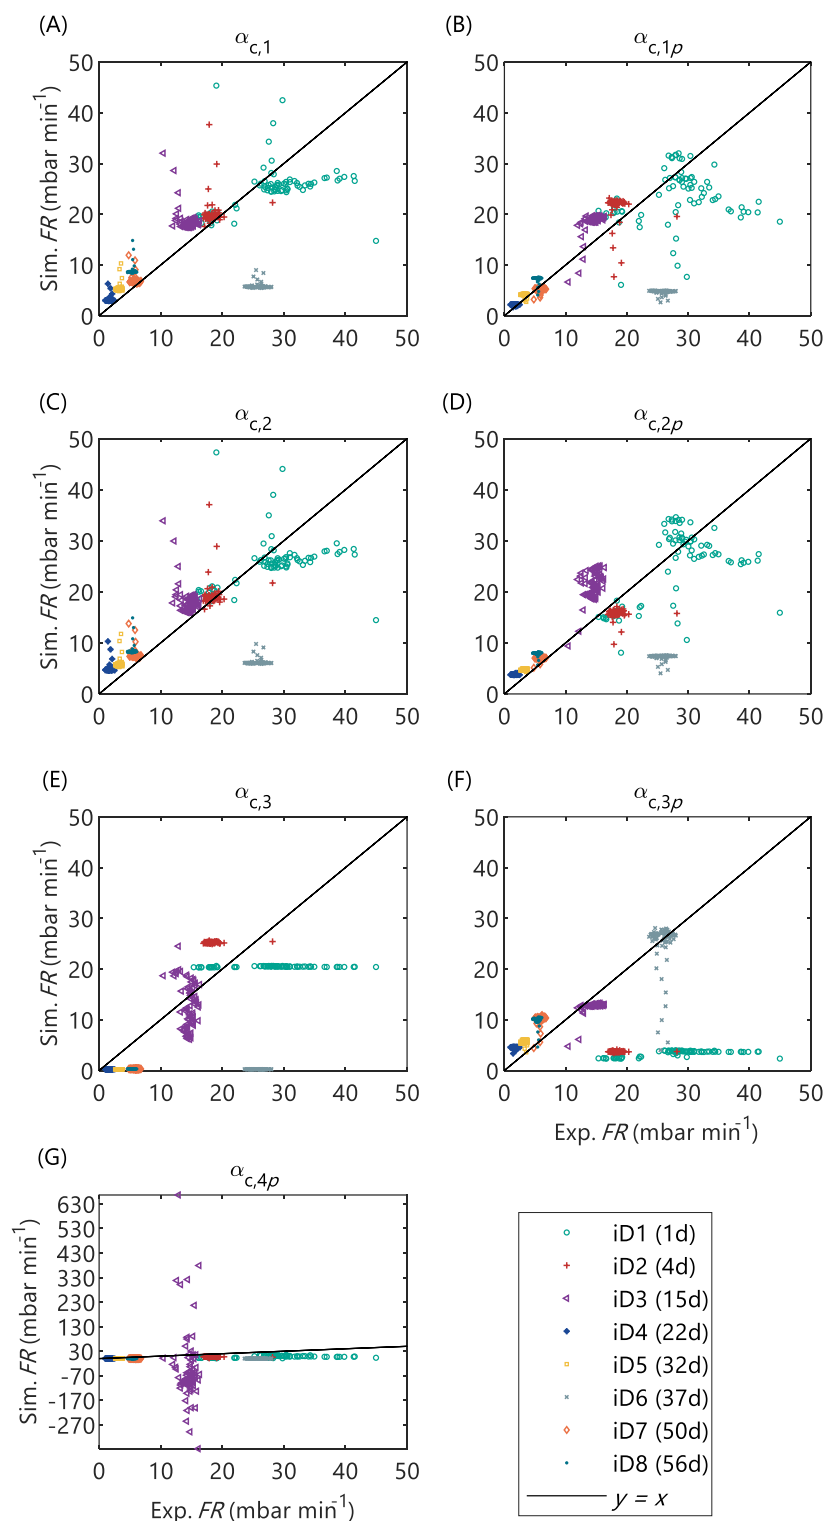 (A)
α_c,1
50
40
30
20
10
0
0 10 20 30 40 50
Sim. FR (mbar min⁻¹)
(B)
α_c,1p
50
40
30
20
10
0
0 10 20 30 40 50
(C)
α_c,2
50
40
30
20
10
0
0 10 20 30 40 50
Sim. FR (mbar min⁻¹)
(D)
α_c,2p
50
40
30
20
10
0
0 10 20 30 40 50
(E)
α_c,3
50
40
30
20
10
0
0 10 20 30 40 50
Sim. FR (mbar min⁻¹)
(F)
α_c,3p
50
40
30
20
10
0
0 10 20 30 40 50
Exp. FR (mbar min⁻¹)
(G)
α_c,4p
630
530
430
330
230
130
30
-70
-170
-270
0 10 20 30 40 50
Sim. FR (mbar min⁻¹)
Exp. FR (mbar min⁻¹)
iD1 (1d)
iD2 (4d)
iD3 (15d)
iD4 (22d)
iD5 (32d)
iD6 (37d)
iD7 (50d)
iD8 (56d)
y = x